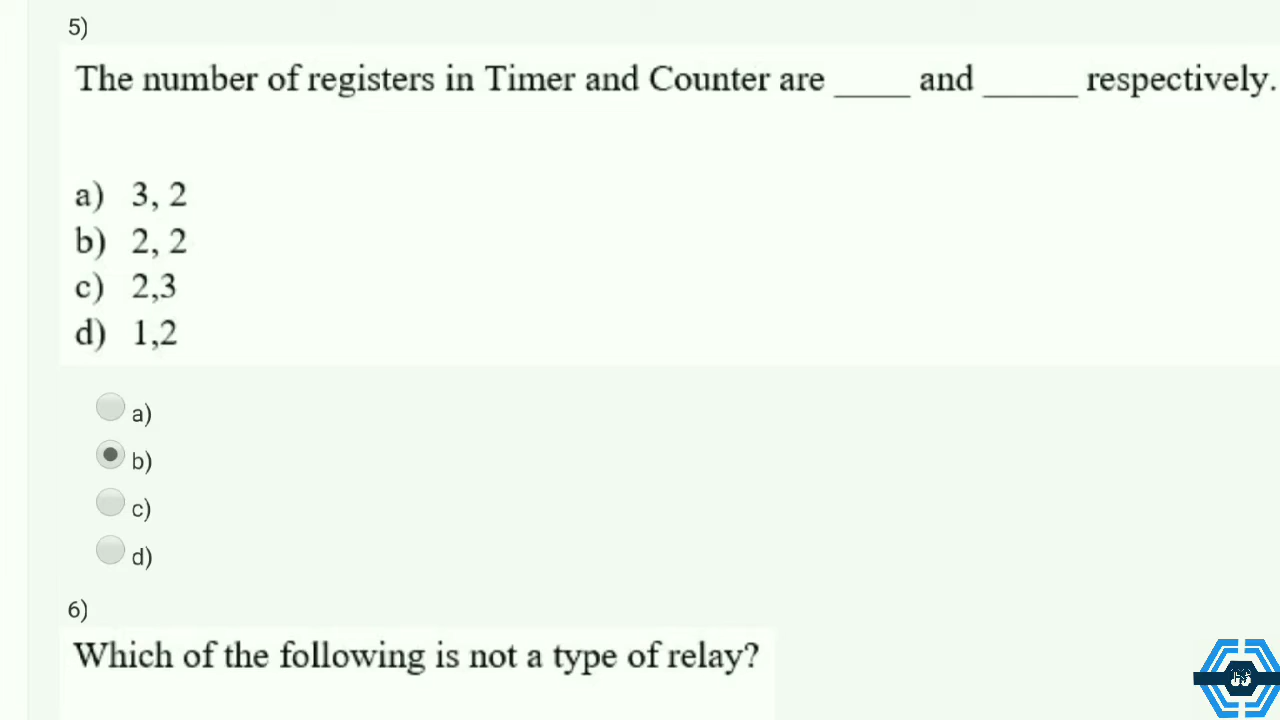 5)
The number of registers in Timer and Counter are ____ and _____ respectively.
a) 3, 2
b) 2, 2
c) 2,3
d) 1,2
a)
b)
c)
d)
6)
Which of the following is not a type of relay?